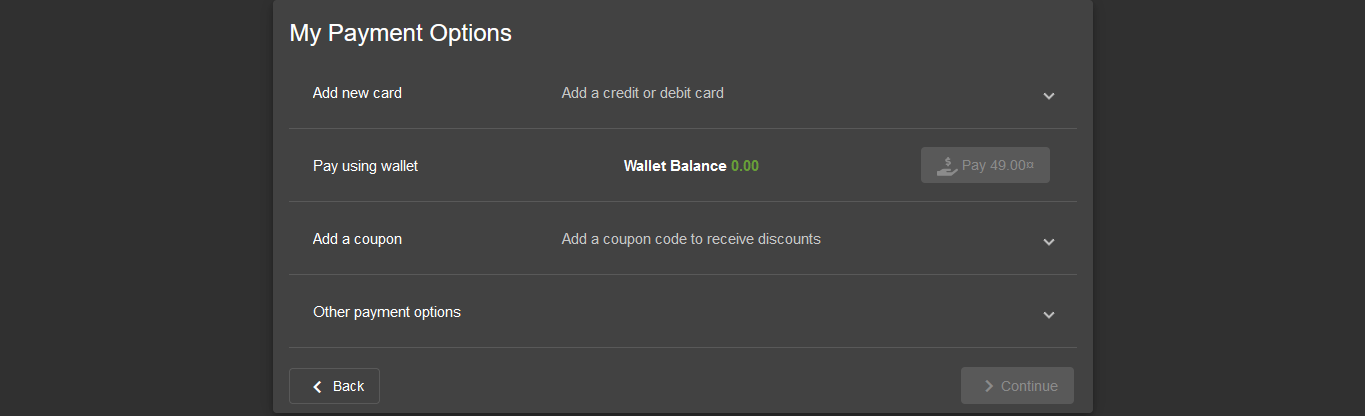 My Payment Options
Add new card Add a credit or debit card
Pay using wallet Wallet Balance 0.00 Pay 49.00¤
Add a coupon Add a coupon code to receive discounts
Other payment options
Back Continue